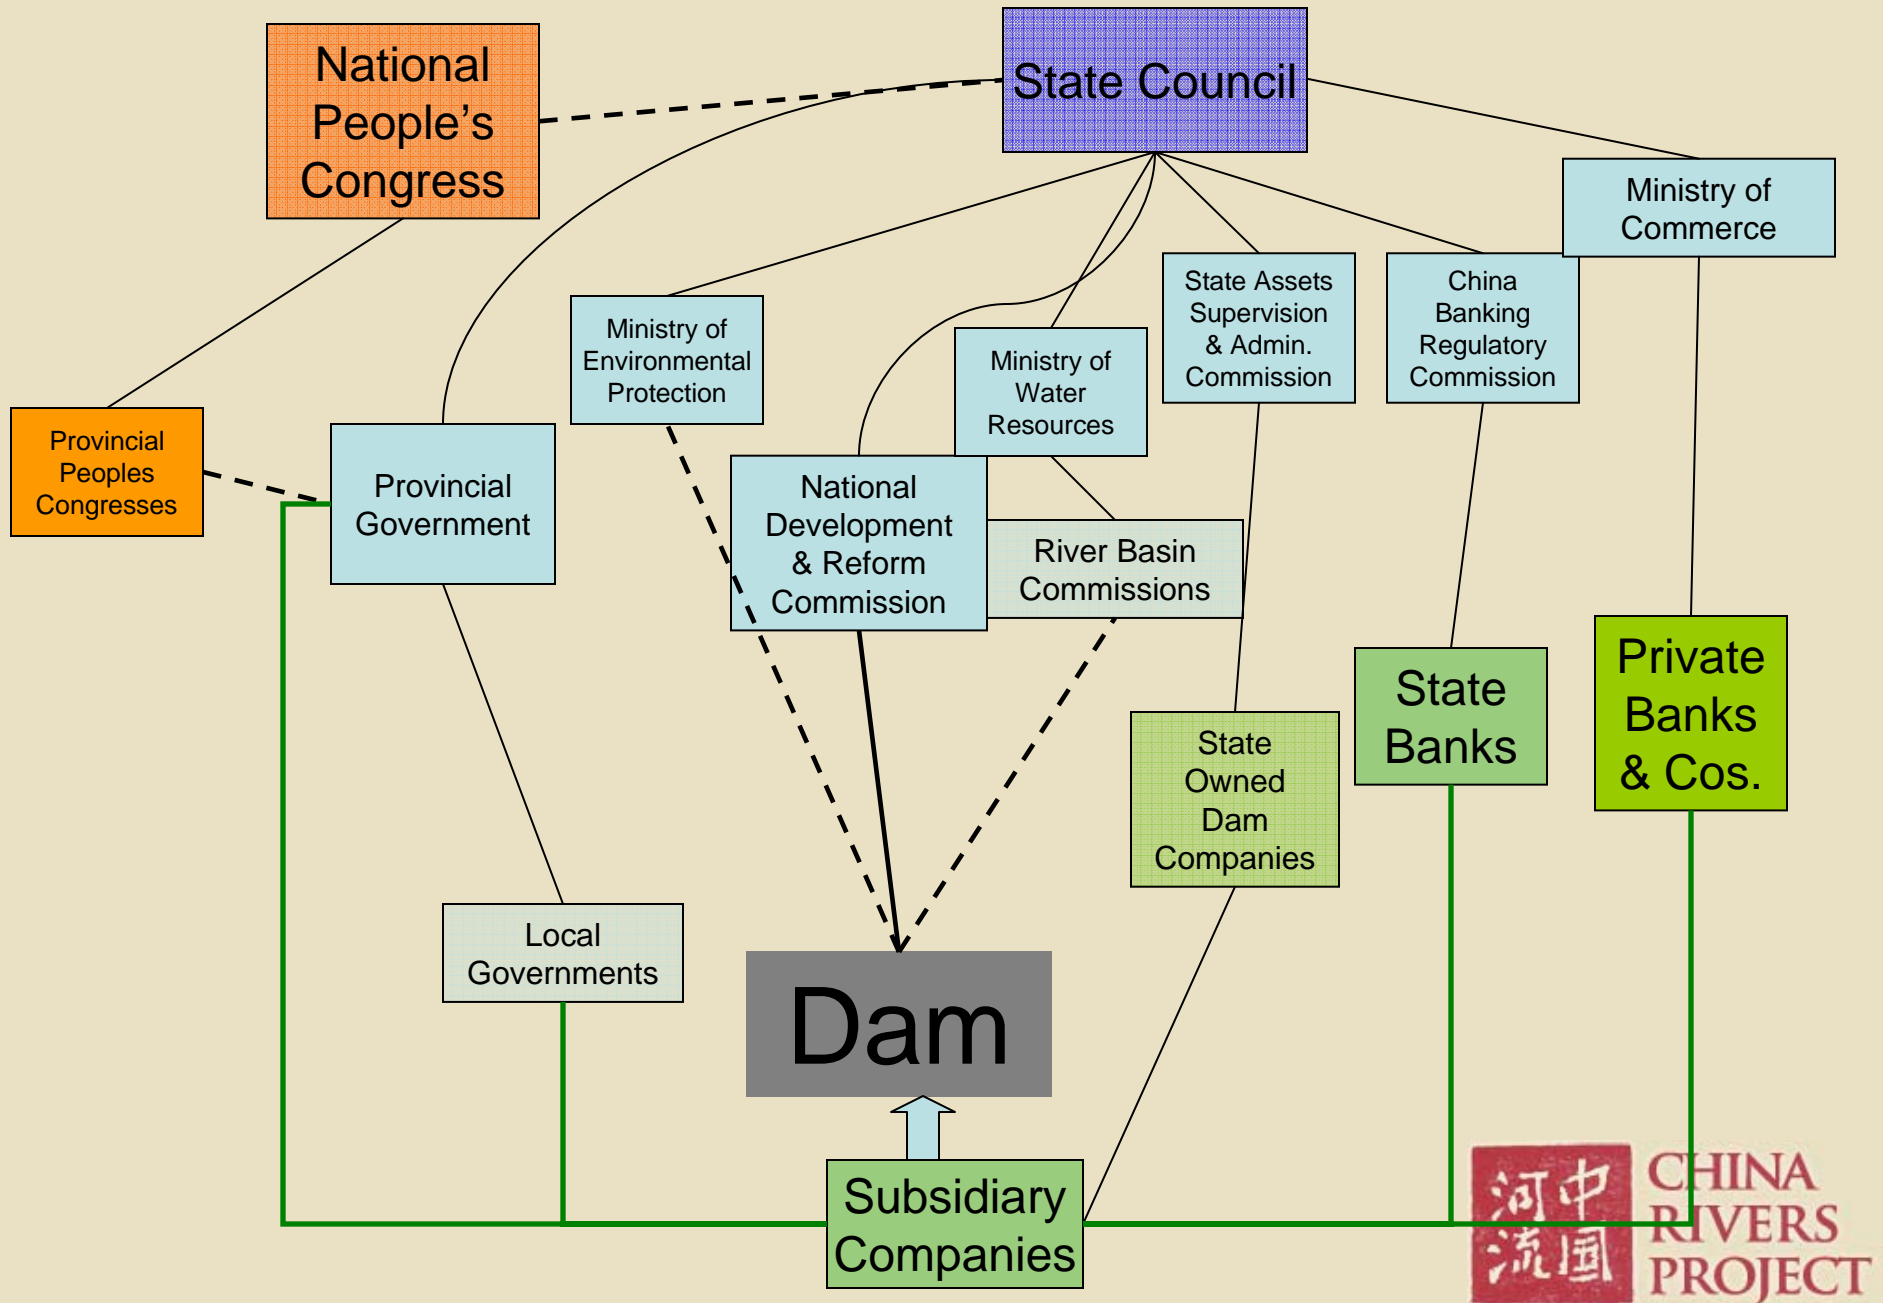 National
People’s
Congress
State Council
Ministry of
Commerce
State Assets
Supervision
& Admin.
Commission
China
Banking
Regulatory
Commission
Ministry of
Environmental
Protection
Ministry of
Water
Resources
Provincial
Peoples
Congresses
Provincial
Government
National
Development
& Reform
Commission
River Basin
Commissions
State
Banks
Private
Banks
& Cos.
State
Owned
Dam
Companies
Local
Governments
Dam
Subsidiary
Companies
中国
河流
CHINA
RIVERS
PROJECT